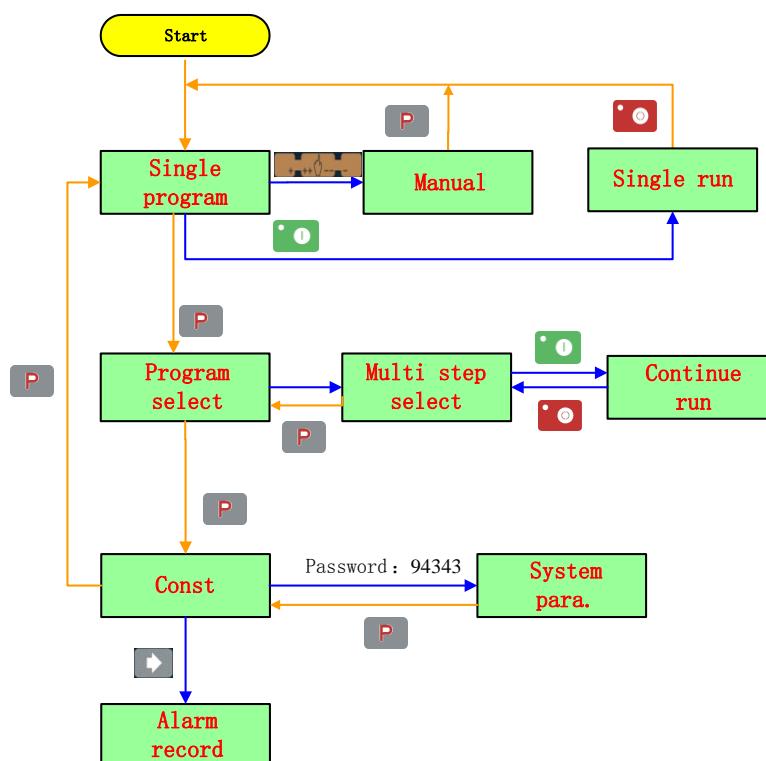 Start
P
Single
program
Manual
Single run
P
P
Program
select
Multi step
select
Continue
run
P
P
Const
Password：94343
System
para.
P
Alarm
record